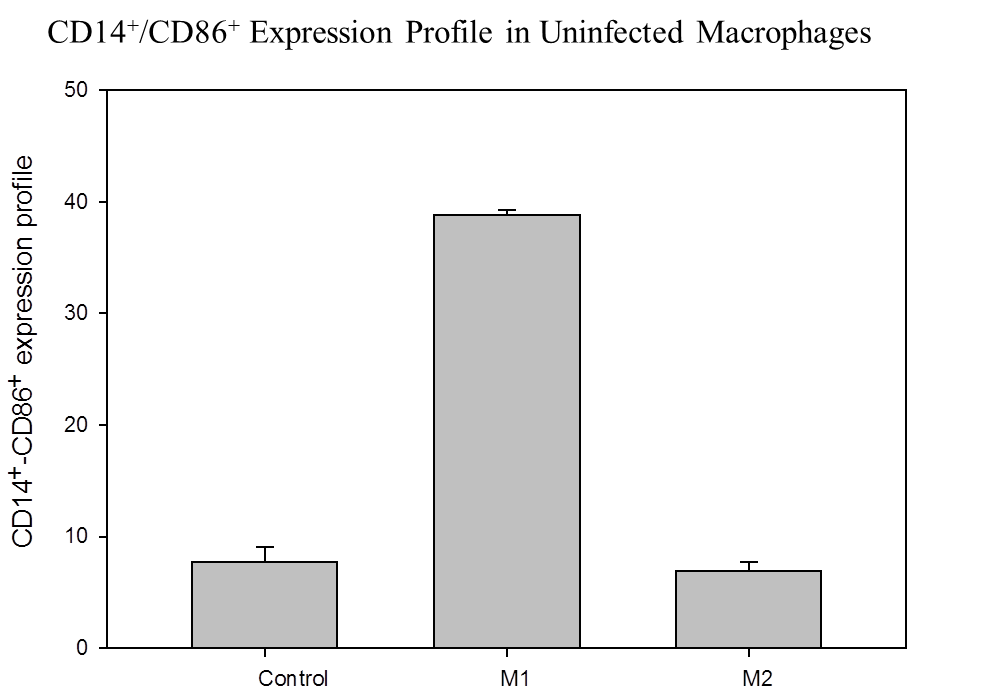 CD14⁺/CD86⁺ Expression Profile in Uninfected Macrophages
CD14⁺-CD86⁺ expression profile
50
40
30
20
10
0
Control M1 M2